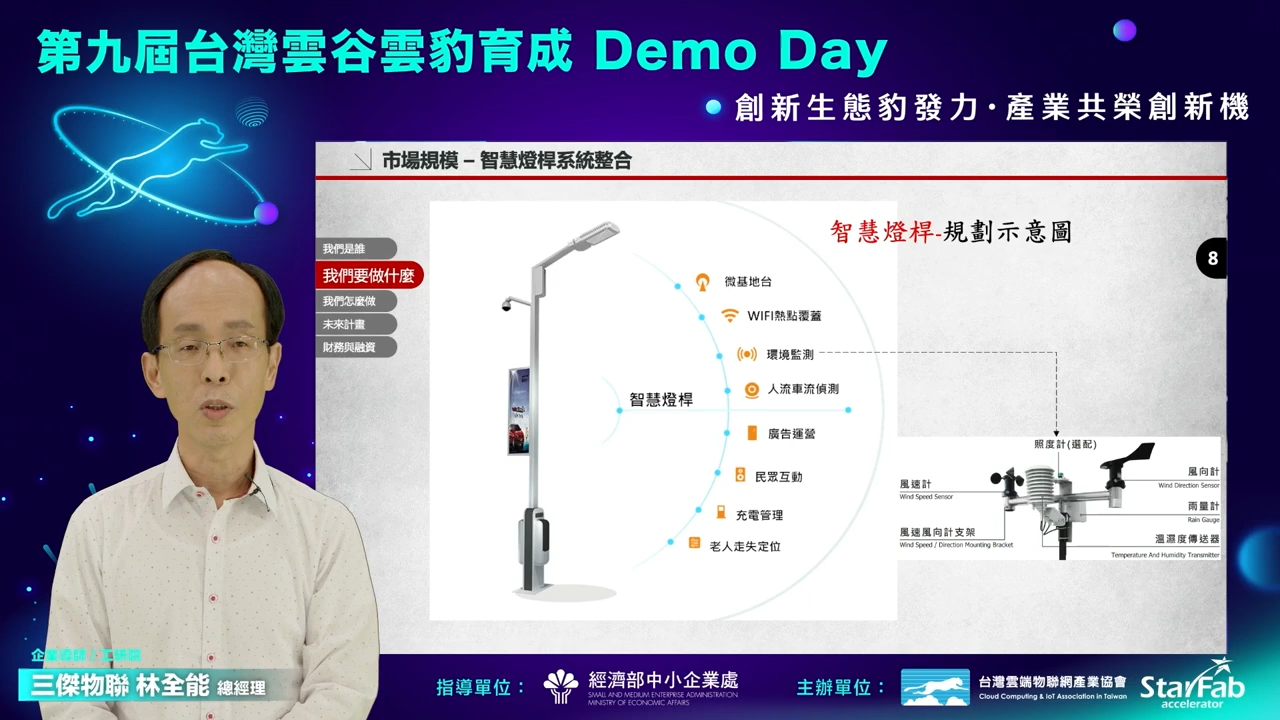 第九屆台灣雲谷雲豹育成 Demo Day
創新生態豹發力·產業共榮創新機
市場規模 – 智慧燈桿系統整合
我們是誰
我們要做什麼
我們怎麼做
未來計畫
財務與融資
智慧燈桿-規劃示意圖
8
微基地台
WIFI熱點覆蓋
環境監測
人流車流偵測
智慧燈桿
廣告運營
民眾互動
充電管理
老人走失定位
照度計(選配)
風速計
Wind Speed Sensor
風向計
Wind Direction Sensor
雨量計
Rain Gauge
風速風向計支架
Wind Speed / Direction Mounting Bracket
溫濕度傳送器
Temperature And Humidity Transmitter
三傑物聯 林全能 總經理
指導單位：
經濟部中小企業處
SMALL AND MEDIUM ENTERPRISE ADMINISTRATION
MINISTRY OF ECONOMIC AFFAIRS
主辦單位：
台灣雲端物聯網產業協會
Cloud Computing & IoT Association in Taiwan
StarFab
accelerator